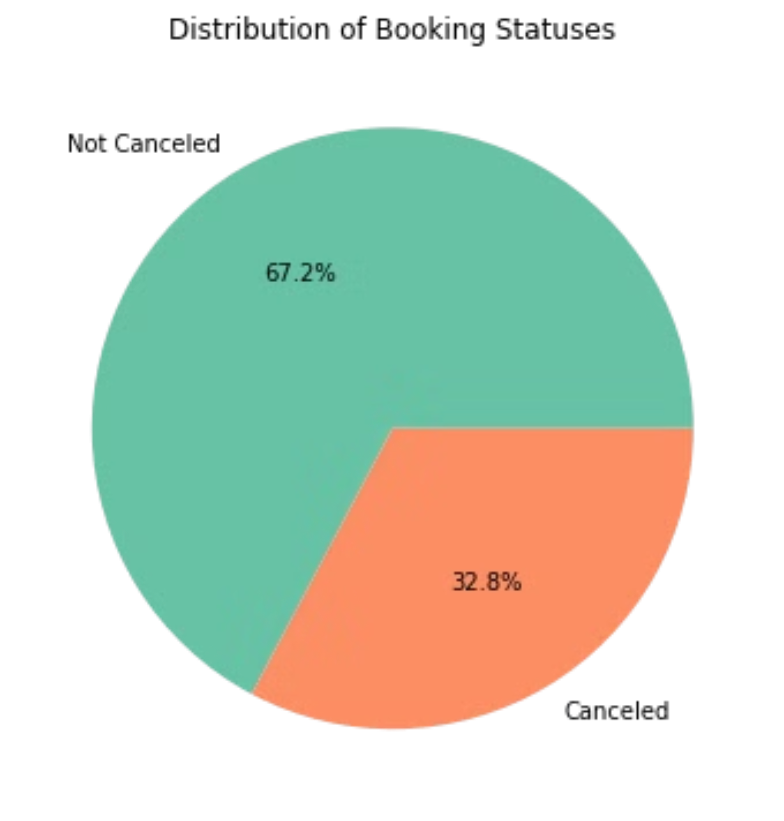 Distribution of Booking Statuses
Not Canceled
67.2%
32.8%
Canceled